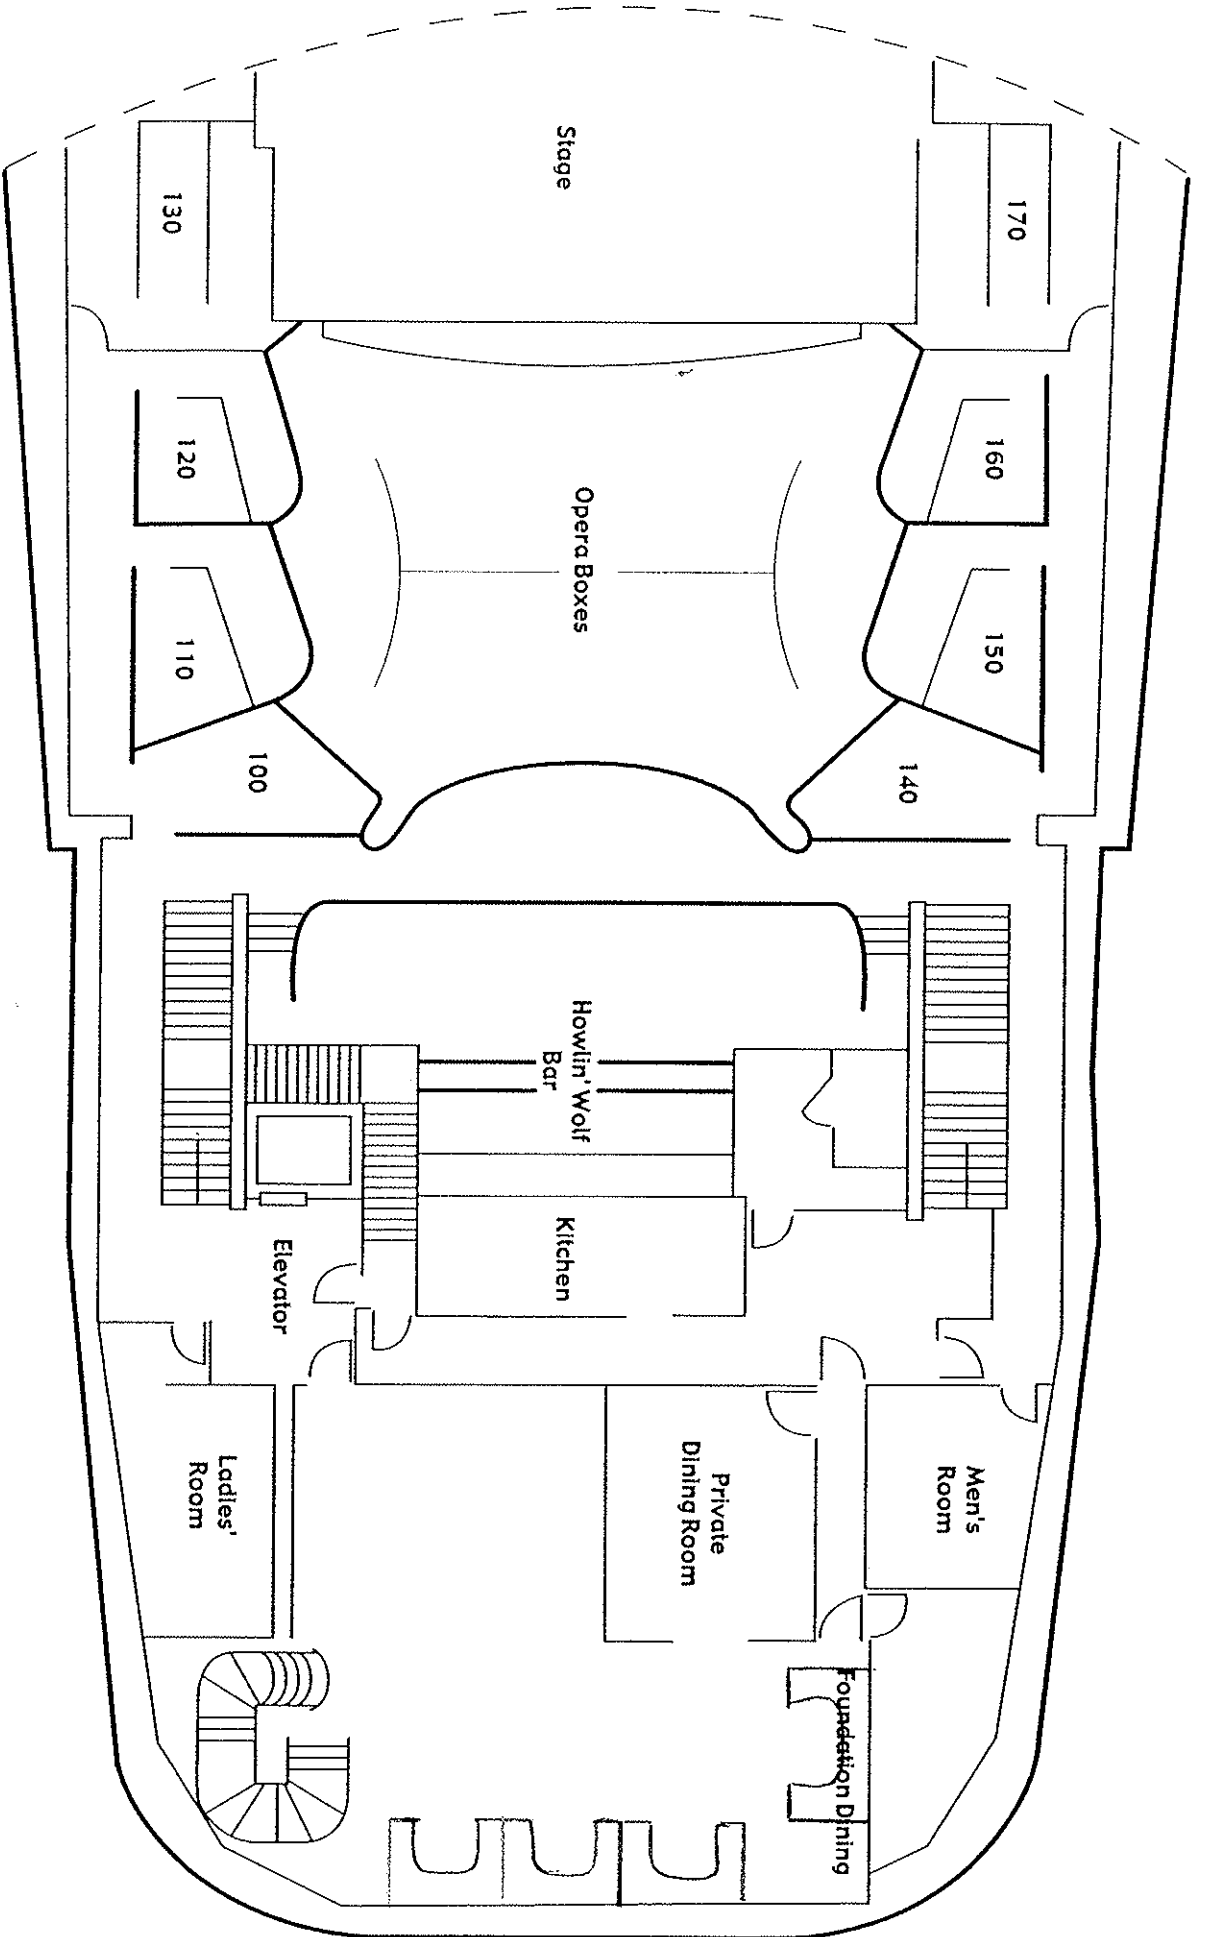 Stage
130
170
120
160
Opera Boxes
110
150
100
140
Howlin' Wolf
Bar
Kitchen
Elevator
Ladies'
Room
Private
Dining Room
Men's
Room
Foundation Dining